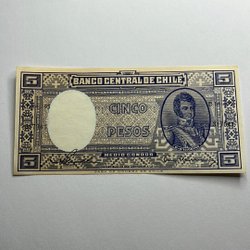 5 BANCO CENTRAL DE CHILE 5
CINCO
PESOS
5 MEDIO CONDOR 5